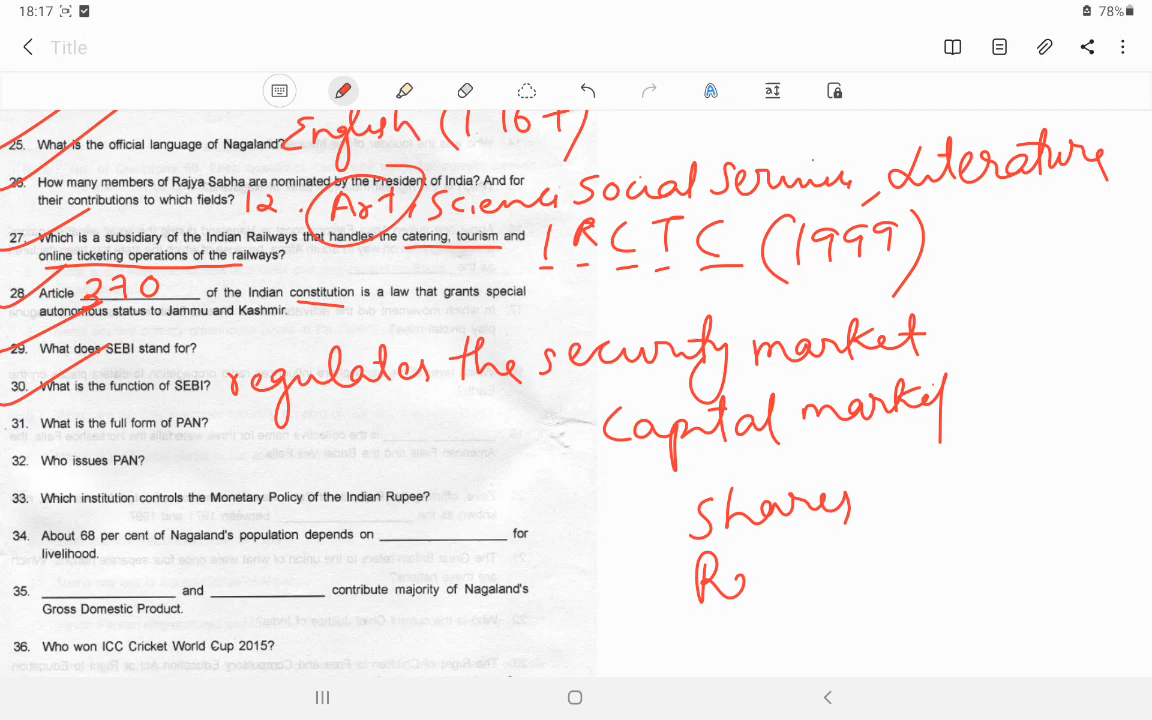 18:17
78%
Title
English (1967)
25. What is the official language of Nagaland?
26. How many members of Rajya Sabha are nominated by the President of India? And for
their contributions to which fields? 12. Art, Science, Social Service, Literature
27. Which is a subsidiary of the Indian Railways that handles the catering, tourism and
online ticketing operations of the railways?
IRCTC (1999)
28. Article 370 of the Indian constitution is a law that grants special
autonomous status to Jammu and Kashmir.
29. What does SEBI stand for?
30. What is the function of SEBI? regulates the security market
capital market
31. What is the full form of PAN?
32. Who issues PAN?
shares
R
33. Which institution controls the Monetary Policy of the Indian Rupee?
34. About 68 per cent of Nagaland's population depends on ____ for
livelihood.
35. ____ and ____ contribute majority of Nagaland's
Gross Domestic Product.
36. Who won ICC Cricket World Cup 2015?